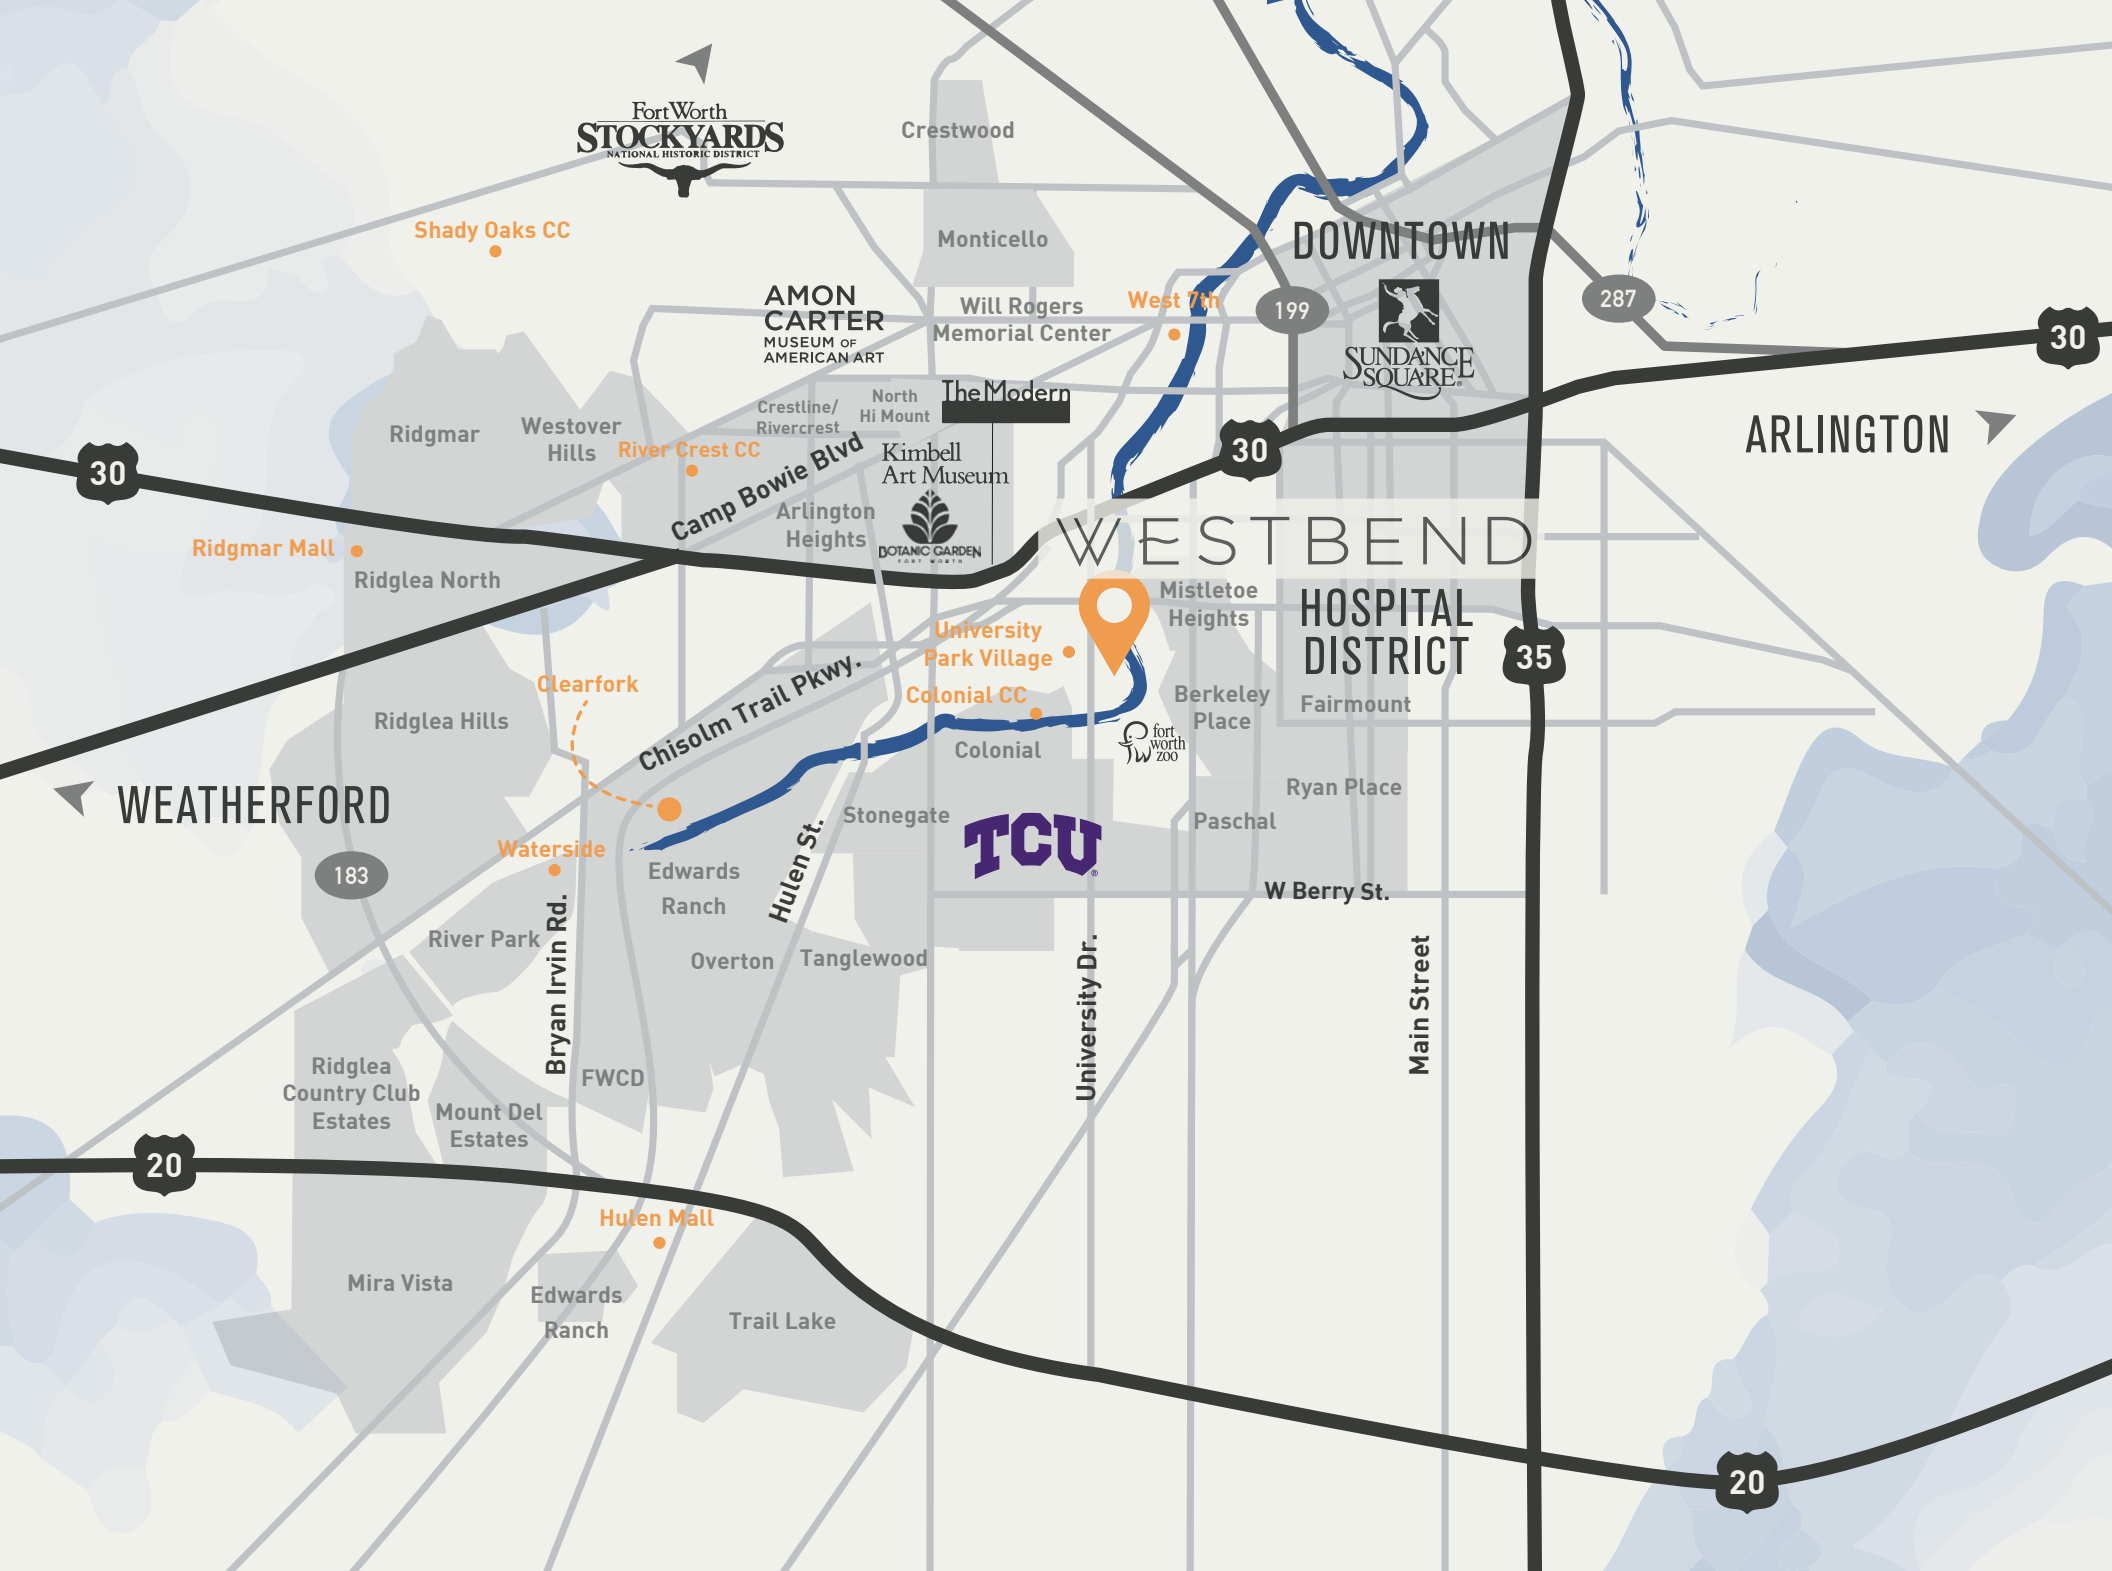 Fort Worth
STOCKYARDS
NATIONAL HISTORIC DISTRICT
Crestwood
Shady Oaks CC
Monticello
DOWNTOWN
AMON
CARTER
MUSEUM OF
AMERICAN ART
Will Rogers
Memorial Center
West 7th
199
287
30
SUNDANCE
SQUARE®
The Modern
Crestline/
Rivercrest
North
Hi Mount
Ridgmar
Westover
Hills
River Crest CC
Camp Bowie Blvd
Kimbell
Art Museum
ARLINGTON
30
30
Arlington
Heights
BOTANIC GARDEN
FORT WORTH
WESTBEND
Ridgmar Mall
Ridglea North
Mistletoe
Heights
HOSPITAL
DISTRICT
35
University
Park Village
Clearfork
Chisolm Trail Pkwy.
Colonial CC
Berkeley
Place
Fairmount
Ridglea Hills
Colonial
fort
worth
zoo
WEATHERFORD
Ryan Place
Stonegate
TCU®
Paschal
Hulen St.
Waterside
183
Edwards
Ranch
W Berry St.
River Park
Bryan Irvin Rd.
Overton
Tanglewood
University Dr.
Main Street
Ridglea
Country Club
Estates
FWCD
Mount Del
Estates
20
Hulen Mall
Mira Vista
Edwards
Ranch
Trail Lake
20